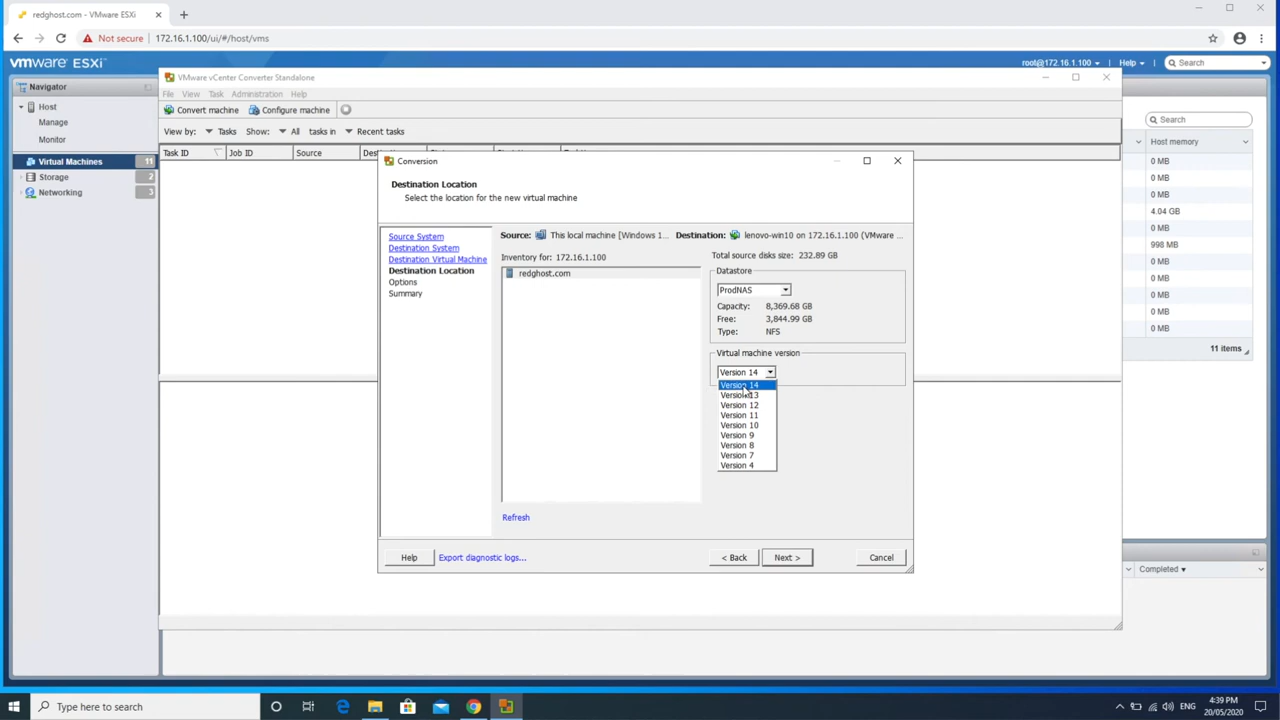 redghost.com - VMware ESXi
Not secure 172.16.1.100/ui/#/host/vms
vmware ESXi
root@172.16.1.100
Help
Search
Navigator
Host
Manage
Monitor
Virtual Machines 11
Storage 2
Networking 3
VMware vCenter Converter Standalone
File View Task Administration Help
Convert machine Configure machine
View by: Tasks Show: All tasks in Recent tasks
Task ID Job ID Source
Search
Host memory
0 MB
0 MB
0 MB
4.04 GB
0 MB
998 MB
0 MB
0 MB
0 MB
0 MB
0 MB
11 items
Completed
Conversion
Destination Location
Select the location for the new virtual machine
Source System
Destination System
Destination Virtual Machine
Destination Location
Options
Summary
Source: This local machine [Windows 1... Destination: lenovo-win10 on 172.16.1.100 (VMware ...
Inventory for: 172.16.1.100
redghost.com
Refresh
Total source disks size: 232.89 GB
Datastore
ProdNAS
Capacity: 8,369.68 GB
Free: 3,844.99 GB
Type: NFS
Virtual machine version
Version 14
Version 14
Version 13
Version 12
Version 11
Version 10
Version 9
Version 8
Version 7
Version 4
Help Export diagnostic logs... < Back Next > Cancel
Type here to search
ENG
4:39 PM
20/05/2020